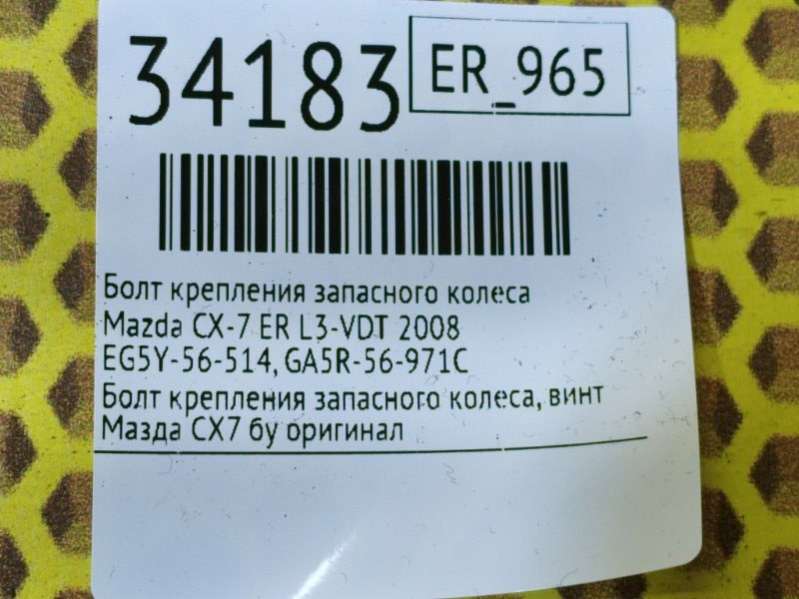 34183
ER_965
Болт крепления запасного колеса
Mazda CX-7 ER L3-VDT 2008
EG5Y-56-514, GA5R-56-971C
Болт крепления запасного колеса, винт
Мазда СХ7 бу оригинал